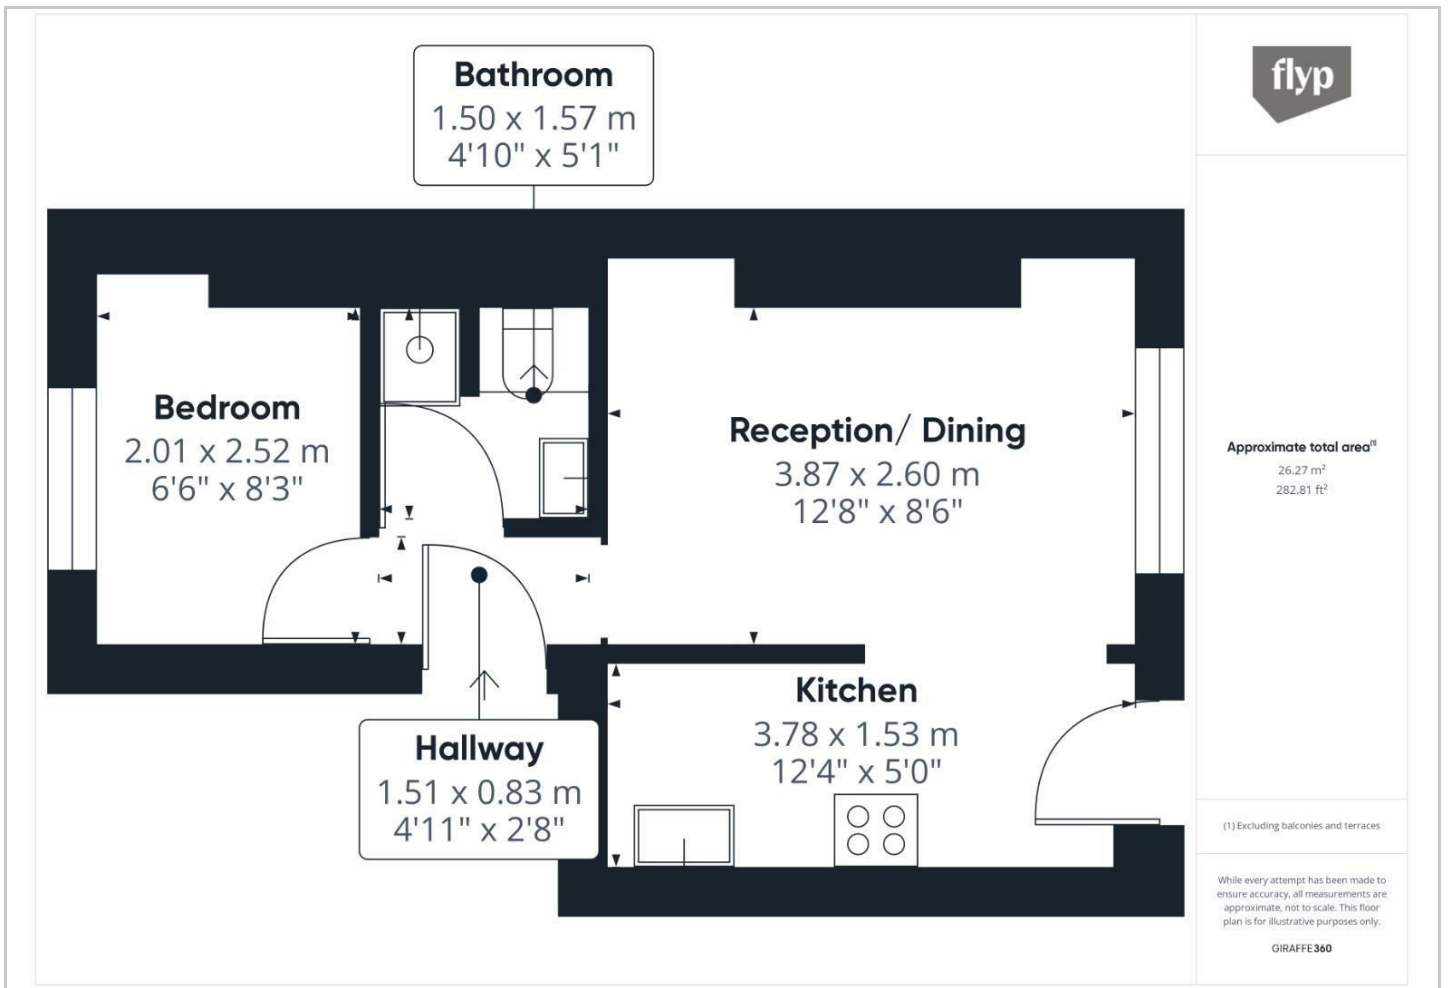 Bathroom
1.50 x 1.57 m
4'10" x 5'1"
flyp
Bedroom
2.01 x 2.52 m
6'6" x 8'3"
Reception/ Dining
3.87 x 2.60 m
12'8" x 8'6"
Approximate total area(1)
26.27 m²
282.81 ft²
Kitchen
3.78 x 1.53 m
12'4" x 5'0"
Hallway
1.51 x 0.83 m
4'11" x 2'8"
(1) Excluding balconies and terraces
While every attempt has been made to
ensure accuracy, all measurements are
approximate, not to scale. This floor
plan is for illustrative purposes only.
GIRAFFE360